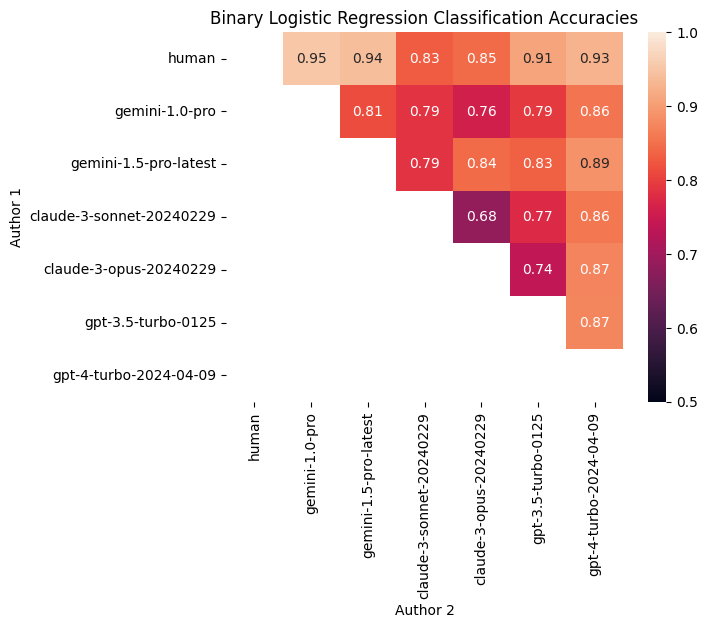 Binary Logistic Regression Classification Accuracies
human 0.95 0.94 0.83 0.85 0.91 0.93
gemini-1.0-pro 0.81 0.79 0.76 0.79 0.86
gemini-1.5-pro-latest 0.79 0.84 0.83 0.89
claude-3-sonnet-20240229 0.68 0.77 0.86
claude-3-opus-20240229 0.74 0.87
gpt-3.5-turbo-0125 0.87
gpt-4-turbo-2024-04-09
Author 1
human
gemini-1.0-pro
gemini-1.5-pro-latest
claude-3-sonnet-20240229
claude-3-opus-20240229
gpt-3.5-turbo-0125
gpt-4-turbo-2024-04-09
Author 2
1.0
0.9
0.8
0.7
0.6
0.5